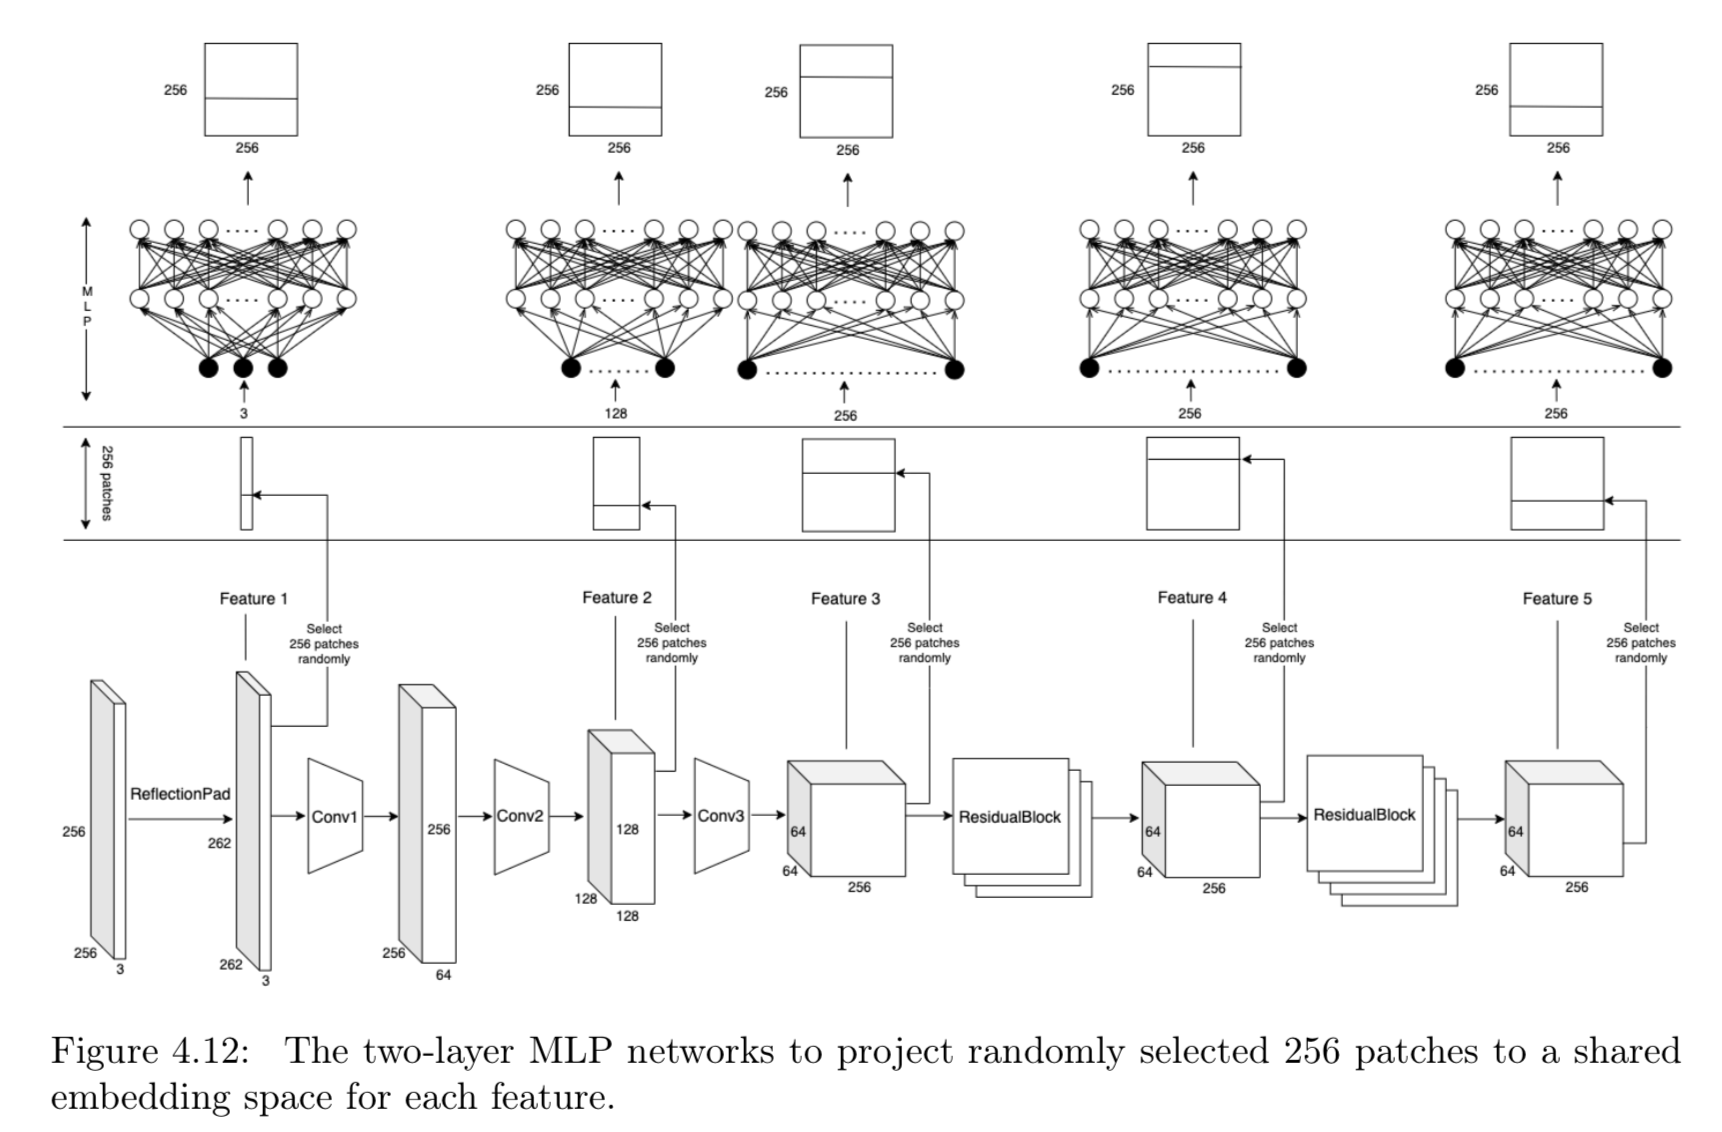 256
256
256
256
256
256
256
256
256
256
M
L
P
3
128
256
256
256
256 patches
Feature 1
Feature 2
Feature 3
Feature 4
Feature 5
Select
256 patches
randomly
Select
256 patches
randomly
Select
256 patches
randomly
Select
256 patches
randomly
Select
256 patches
randomly
256
256
3
ReflectionPad
262
262
3
Conv1
256
256
64
Conv2
128
128
128
Conv3
64
64
256
ResidualBlock
64
64
256
ResidualBlock
64
64
256
Figure 4.12: The two-layer MLP networks to project randomly selected 256 patches to a shared
embedding space for each feature.